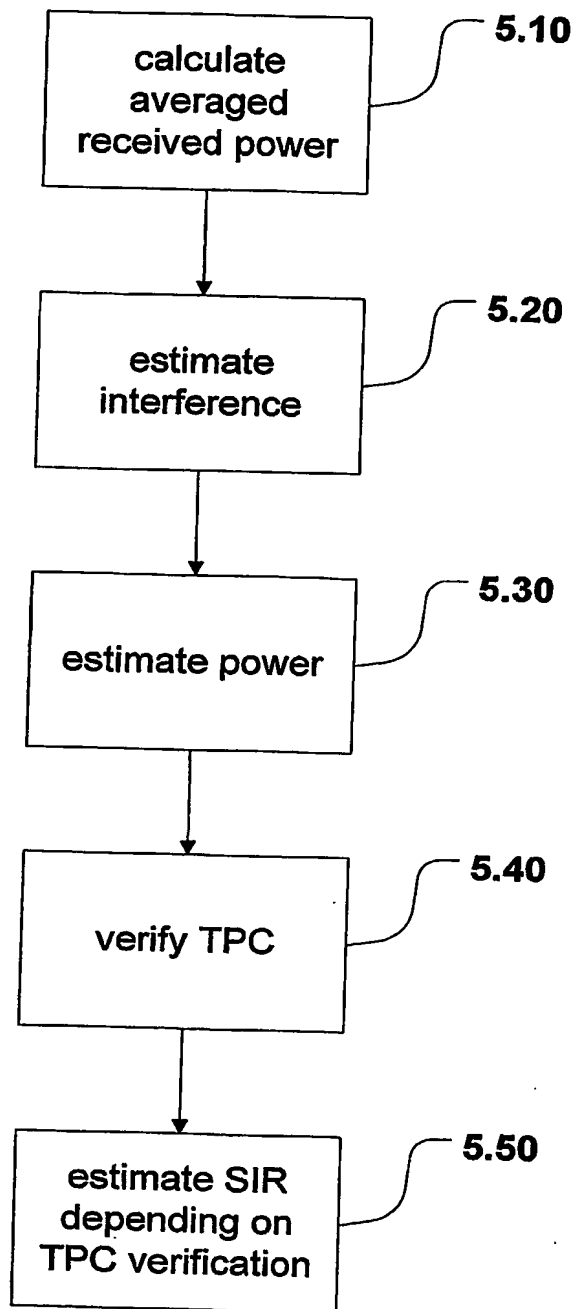 calculate
averaged
received power
5.10
estimate
interference
5.20
estimate power
5.30
verify TPC
5.40
estimate SIR
depending on
TPC verification
5.50